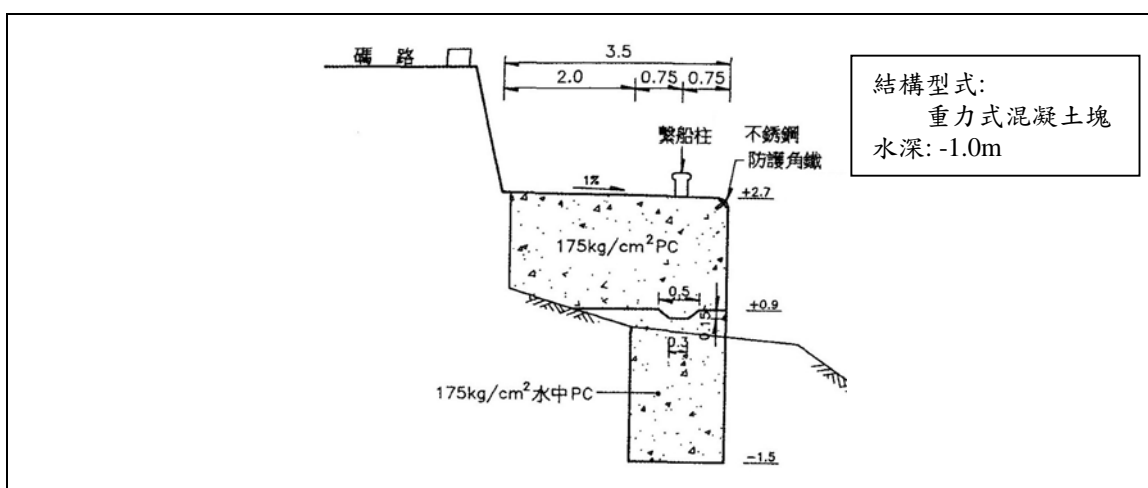 碼 路
3.5
2.0
0.75
0.75
結構型式:
重力式混凝土塊
水深: -1.0m
繫船柱
不銹鋼
防護角鐵
1%
+2.7
175kg/cm²PC
0.5
+0.9
0.15
0.3
175kg/cm²水中PC
-1.5